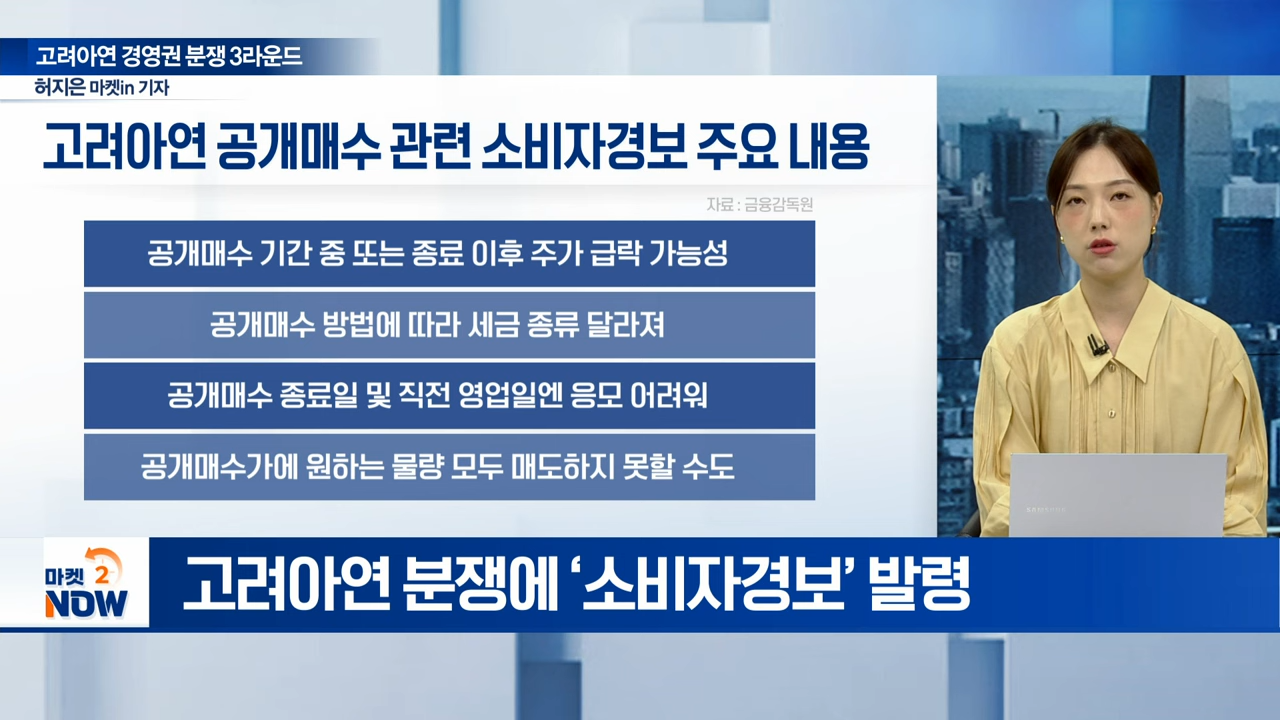 고려아연 경영권 분쟁 3라운드
허지은 마켓in 기자
고려아연 공개매수 관련 소비자경보 주요 내용
자료 : 금융감독원
공개매수 기간 중 또는 종료 이후 주가 급락 가능성
공개매수 방법에 따라 세금 종류 달라져
공개매수 종료일 및 직전 영업일엔 응모 어려워
공개매수가에 원하는 물량 모두 매도하지 못할 수도
SAMSUNG
마켓 2
NOW
고려아연 분쟁에 ‘소비자경보’ 발령